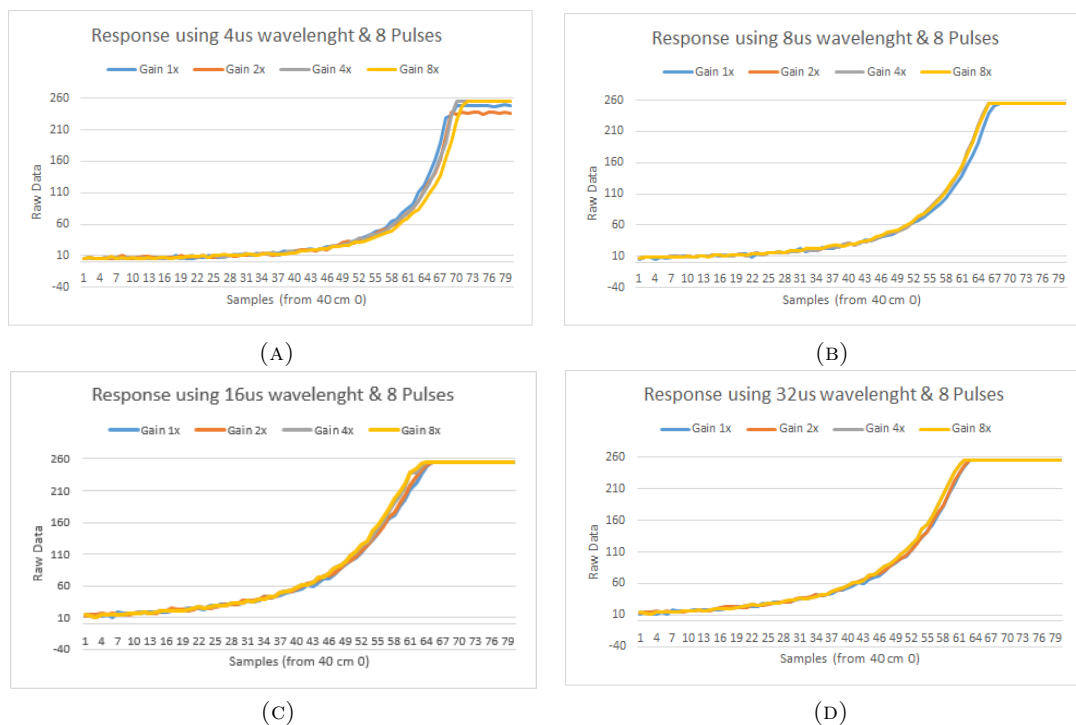 Response using 4us wavelenght & 8 Pulses
Gain 1x Gain 2x Gain 4x Gain 8x
260
210
160
110
60
10
-40
Raw Data
1 4 7 10 13 16 19 22 25 28 31 34 37 40 43 46 49 52 55 58 61 64 67 70 73 76 79
Samples (from 40 cm 0)
(A)
Response using 8us wavelenght & 8 Pulses
Gain 1x Gain 2x Gain 4x Gain 8x
260
210
160
110
60
10
-40
Raw Data
1 4 7 10 13 16 19 22 25 28 31 34 37 40 43 46 49 52 55 58 61 64 67 70 73 76 79
Samples (from 40 cm 0)
(B)
Response using 16us wavelenght & 8 Pulses
Gain 1x Gain 2x Gain 4x Gain 8x
260
210
160
110
60
10
-40
Raw Data
1 4 7 10 13 16 19 22 25 28 31 34 37 40 43 46 49 52 55 58 61 64 67 70 73 76 79
Samples (from 40 cm 0)
(C)
Response using 32us wavelenght & 8 Pulses
Gain 1x Gain 2x Gain 4x Gain 8x
260
210
160
110
60
10
-40
Raw Data
1 4 7 10 13 16 19 22 25 28 31 34 37 40 43 46 49 52 55 58 61 64 67 70 73 76 79
Samples (from 40 cm 0)
(D)